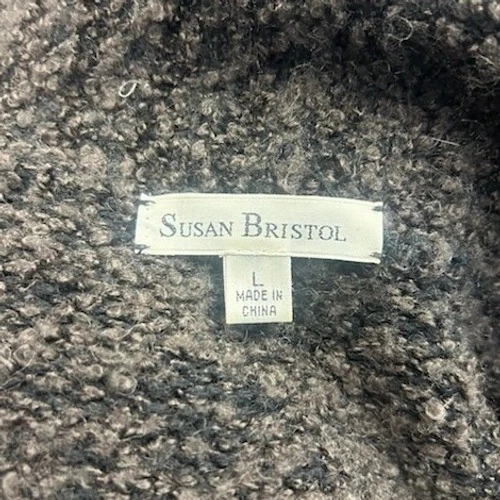 SUSAN BRISTOL
L
MADE IN
CHINA